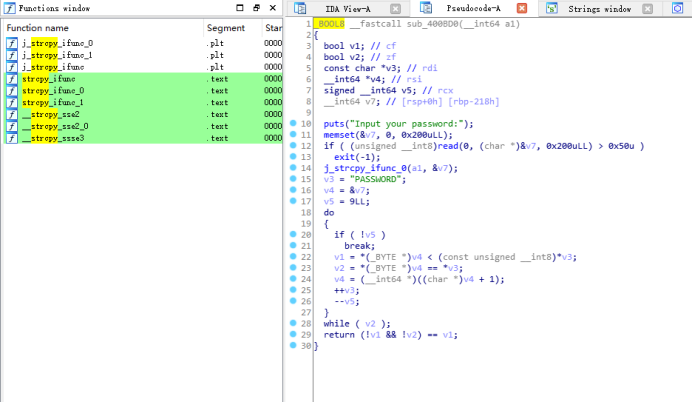 Functions window
Function name Segment Star
j_strcpy_ifunc_0 .plt 0000
j_strcpy_ifunc_1 .plt 0000
j_strcpy_ifunc .plt 0000
strcpy_ifunc .text 0000
strcpy_ifunc_0 .text 0000
strcpy_ifunc_1 .text 0000
__strcpy_sse2 .text 0000
__strcpy_sse2_0 .text 0000
__strcpy_ssse3 .text 0000
IDA View-A Pseudocode-A Strings window
1 _BOOL8 __fastcall sub_4008D0(__int64 a1)
2 {
3 bool v1; // cf
4 bool v2; // zf
5 const char *v3; // rdi
6 __int64 *v4; // rsi
7 signed __int64 v5; // rcx
8 __int64 v7; // [rsp+0h] [rbp-218h]
9
10 puts("Input your password:");
11 memset(&v7, 0, 0x200uLL);
12 if ( (unsigned __int8)read(0, (char *)&v7, 0x200uLL) > 0x50u )
13 exit(-1);
14 j_strcpy_ifunc_0(a1, &v7);
15 v3 = "PASSWORD";
16 v4 = &v7;
17 v5 = 9LL;
18 do
19 {
20 if ( !v5 )
21 break;
22 v1 = *(_BYTE *)v4 < (const unsigned __int8)*v3;
23 v2 = *(_BYTE *)v4 == *v3;
24 v4 = (__int64 *)((char *)v4 + 1);
25 ++v3;
26 --v5;
27 }
28 while ( v2 );
29 return (!v1 && !v2) == v1;
30 }